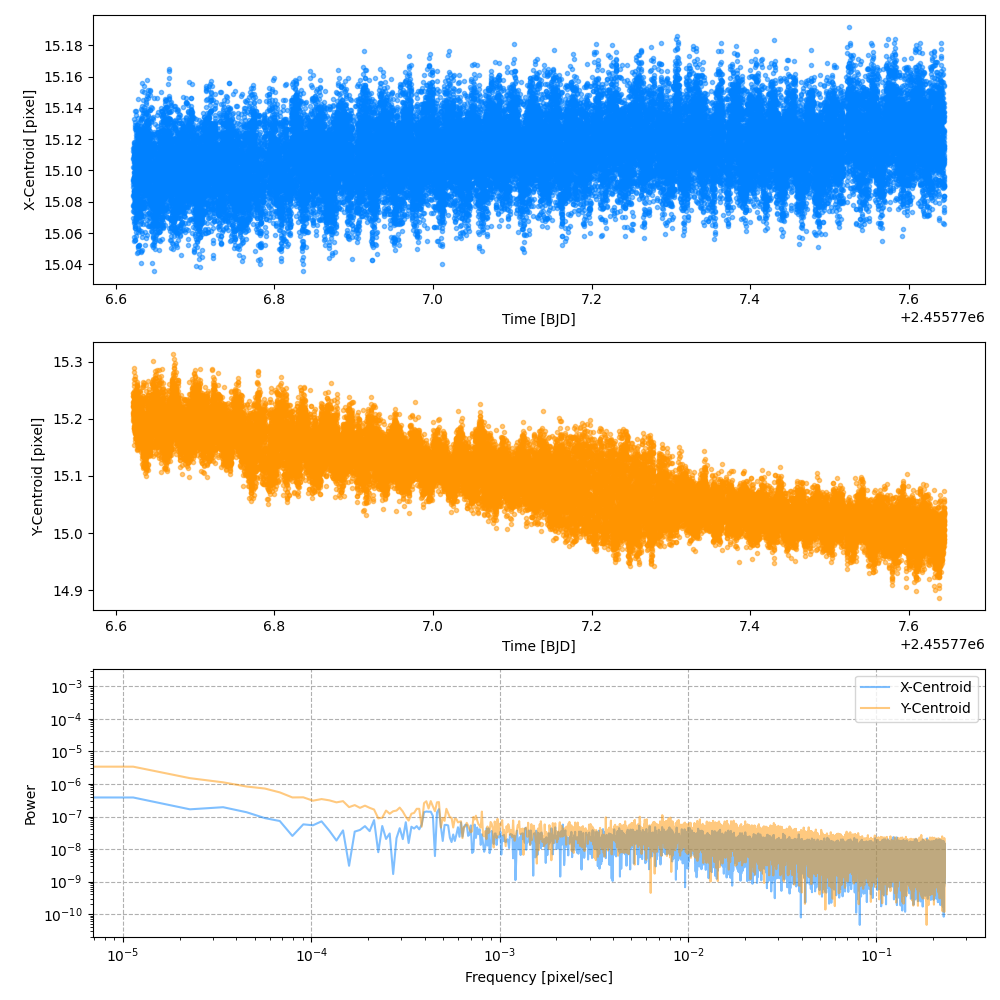 X-Centroid [pixel]
15.18
15.16
15.14
15.12
15.10
15.08
15.06
15.04
6.6 6.8 7.0 7.2 7.4 7.6
Time [BJD]
+2.45577e6
Y-Centroid [pixel]
15.3
15.2
15.1
15.0
14.9
6.6 6.8 7.0 7.2 7.4 7.6
Time [BJD]
+2.45577e6
Power
10⁻³
10⁻⁴
10⁻⁵
10⁻⁶
10⁻⁷
10⁻⁸
10⁻⁹
10⁻¹⁰
X-Centroid
Y-Centroid
10⁻⁵ 10⁻⁴ 10⁻³ 10⁻² 10⁻¹
Frequency [pixel/sec]